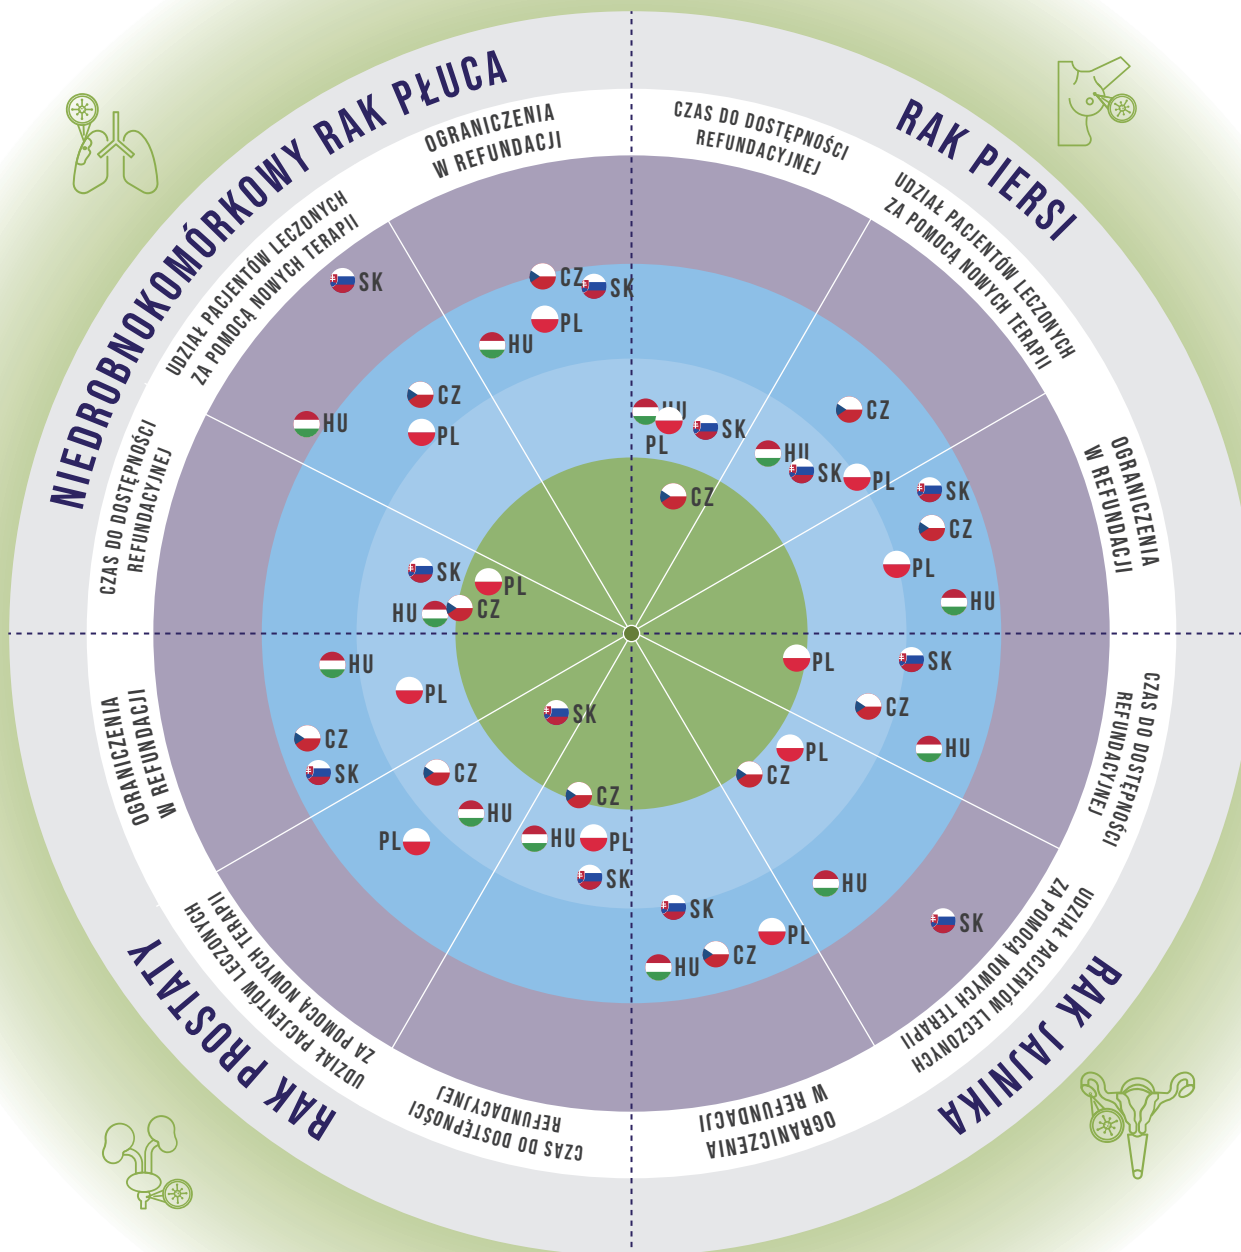 NIEDROBNOKOMÓRKOWY RAK PŁUCA
OGRANICZENIA
W REFUNDACJI
UDZIAŁ PACJENTÓW LECZONYCH
ZA POMOCĄ NOWYCH TERAPII
CZAS DO DOSTĘPNOŚCI
REFUNDACYJNEJ
CZ
SK
PL
HU
SK
CZ
PL
HU
SK
PL
HU
CZ
RAK PIERSI
CZAS DO DOSTĘPNOŚCI
REFUNDACYJNEJ
UDZIAŁ PACJENTÓW LECZONYCH
ZA POMOCĄ NOWYCH TERAPII
OGRANICZENIA
W REFUNDACJI
HU
PL
SK
CZ
CZ
HU
SK
PL
SK
CZ
PL
HU
RAK JAJNIKA
CZAS DO DOSTĘPNOŚCI
REFUNDACYJNEJ
UDZIAŁ PACJENTÓW LECZONYCH
ZA POMOCĄ NOWYCH TERAPII
OGRANICZENIA
W REFUNDACJI
PL
SK
CZ
HU
PL
CZ
HU
SK
SK
PL
CZ
HU
RAK PROSTATY
CZAS DO DOSTĘPNOŚCI
REFUNDACYJNEJ
UDZIAŁ PACJENTÓW LECZONYCH
ZA POMOCĄ NOWYCH TERAPII
OGRANICZENIA
W REFUNDACJI
CZ
HU
PL
SK
SK
CZ
HU
PL
HU
PL
CZ
SK